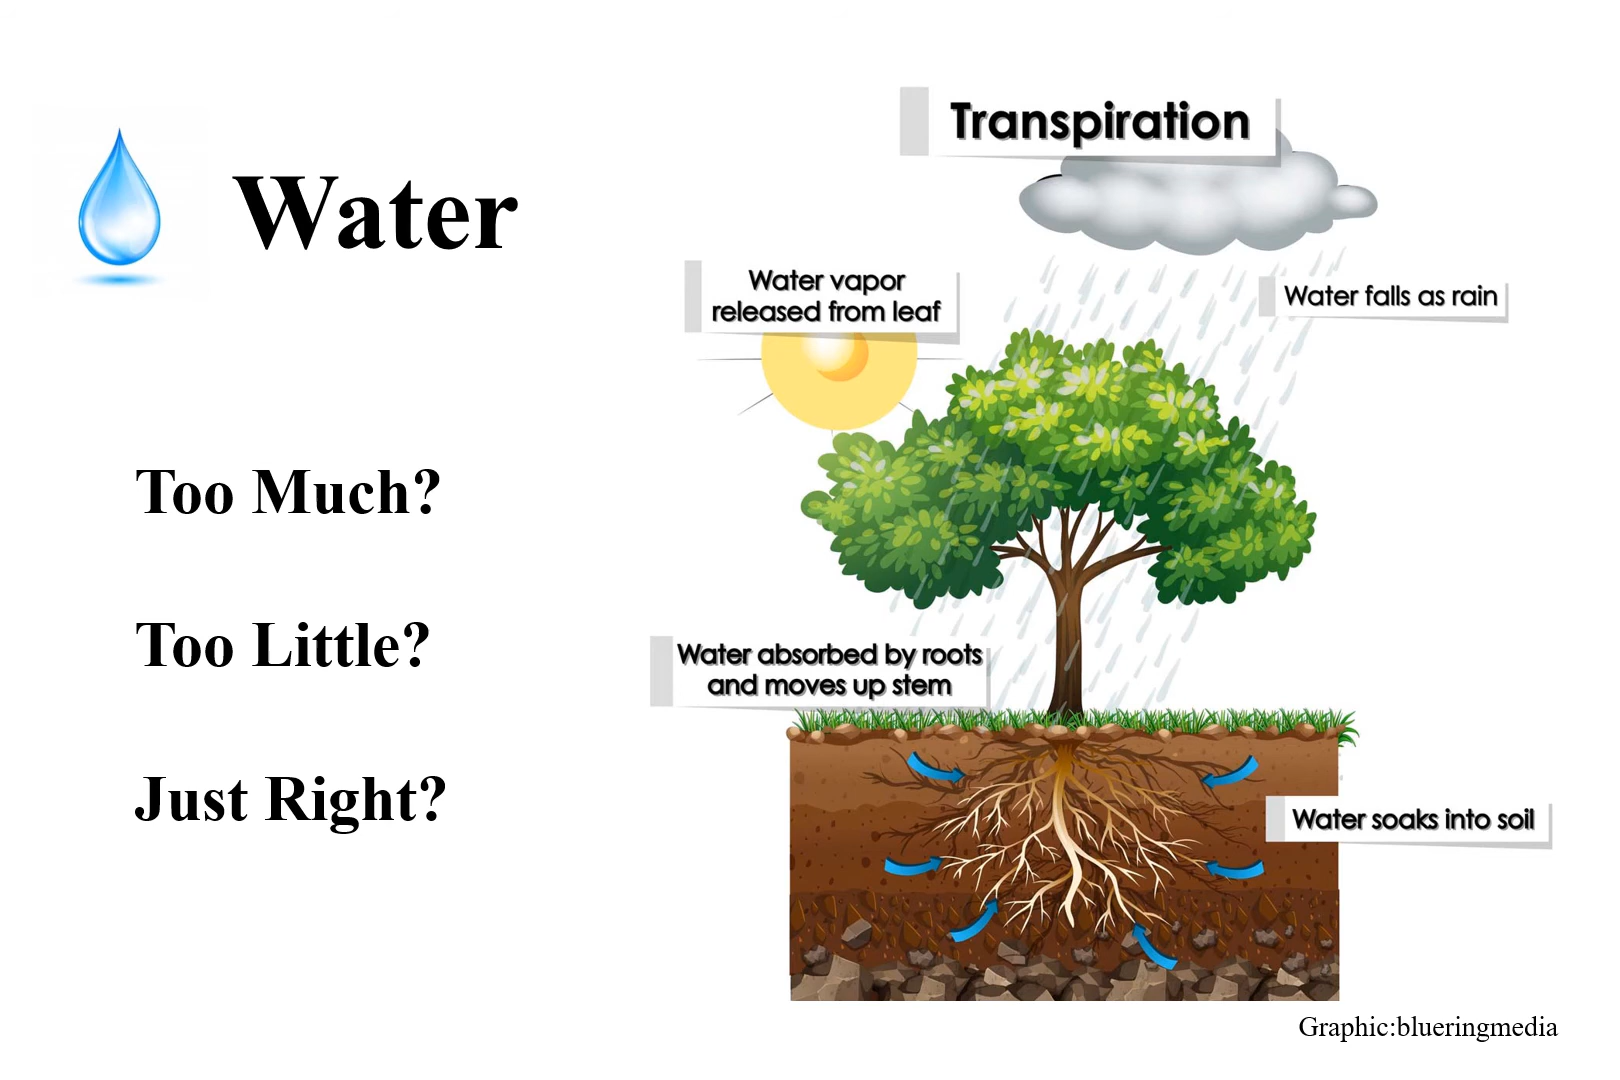 Water
Too Much?
Too Little?
Just Right?
Transpiration
Water vapor
released from leaf
Water falls as rain
Water absorbed by roots
and moves up stem
Water soaks into soil
Graphic:blueringmedia